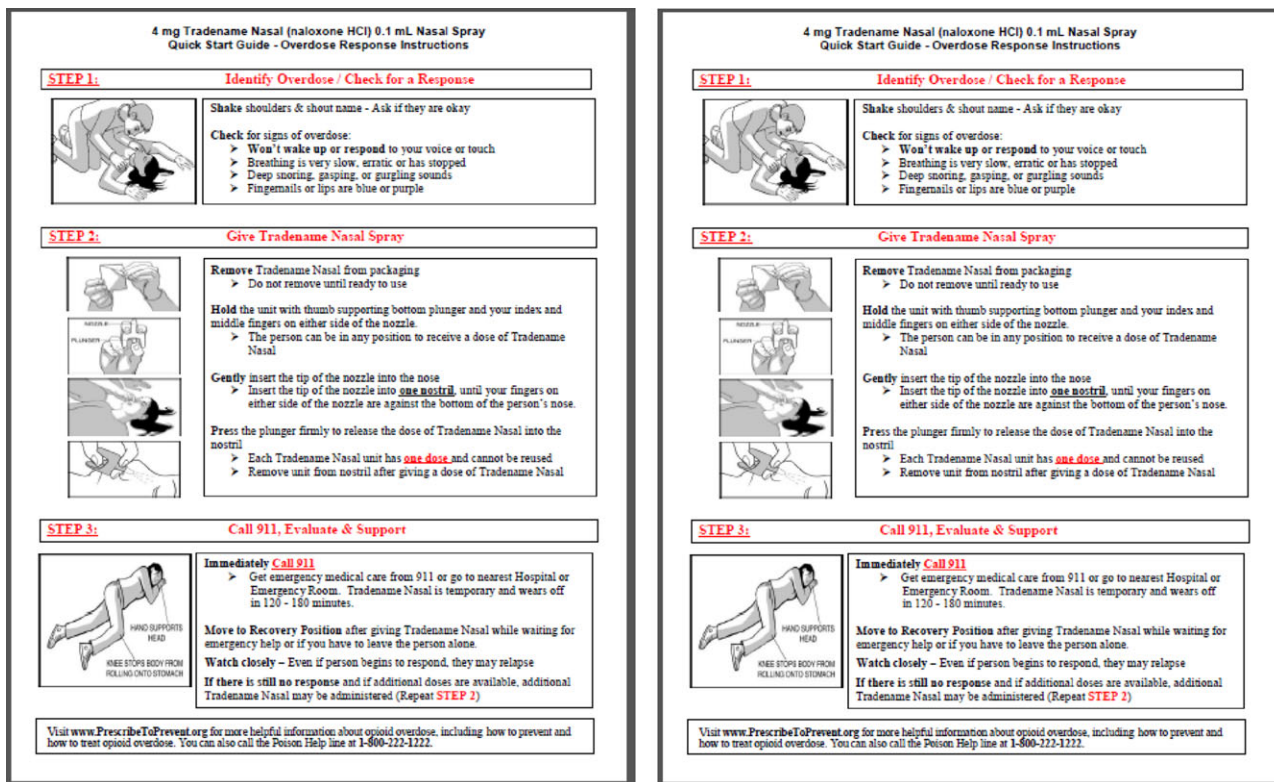 4 mg Tradename Nasal (naloxone HCl) 0.1 mL Nasal Spray
Quick Start Guide - Overdose Response Instructions
STEP 1: Identify Overdose / Check for a Response
Shake shoulders & shout name - Ask if they are okay
Check for signs of overdose:
➤ Won't wake up or respond to your voice or touch
➤ Breathing is very slow, erratic or has stopped
➤ Deep snoring, gasping, or gurgling sounds
➤ Fingernails or lips are blue or purple
STEP 2: Give Tradename Nasal Spray
Remove Tradename Nasal from packaging
➤ Do not remove until ready to use
NOZZLE
PLUNGER
Hold the unit with thumb supporting bottom plunger and your index and
middle fingers on either side of the nozzle.
➤ The person can be in any position to receive a dose of Tradename
Nasal
Gently insert the tip of the nozzle into the nose
➤ Insert the tip of the nozzle into one nostril, until your fingers on
either side of the nozzle are against the bottom of the person's nose.
Press the plunger firmly to release the dose of Tradename Nasal into the
nostril
➤ Each Tradename Nasal unit has one dose and cannot be reused
➤ Remove unit from nostril after giving a dose of Tradename Nasal
STEP 3: Call 911, Evaluate & Support
HAND SUPPORTS
HEAD
KNEE STOPS BODY FROM
ROLLING ONTO STOMACH
Immediately Call 911
➤ Get emergency medical care from 911 or go to nearest Hospital or
Emergency Room. Tradename Nasal is temporary and wears off
in 120 - 180 minutes.
Move to Recovery Position after giving Tradename Nasal while waiting for
emergency help or if you have to leave the person alone.
Watch closely – Even if person begins to respond, they may relapse
If there is still no response and if additional doses are available, additional
Tradename Nasal may be administered (Repeat STEP 2)
Visit www.PrescribeToPrevent.org for more helpful information about opioid overdose, including how to prevent and
how to treat opioid overdose. You can also call the Poison Help line at 1-800-222-1222.
4 mg Tradename Nasal (naloxone HCl) 0.1 mL Nasal Spray
Quick Start Guide - Overdose Response Instructions
STEP 1: Identify Overdose / Check for a Response
Shake shoulders & shout name - Ask if they are okay
Check for signs of overdose:
➤ Won't wake up or respond to your voice or touch
➤ Breathing is very slow, erratic or has stopped
➤ Deep snoring, gasping, or gurgling sounds
➤ Fingernails or lips are blue or purple
STEP 2: Give Tradename Nasal Spray
Remove Tradename Nasal from packaging
➤ Do not remove until ready to use
NOZZLE
PLUNGER
Hold the unit with thumb supporting bottom plunger and your index and
middle fingers on either side of the nozzle.
➤ The person can be in any position to receive a dose of Tradename
Nasal
Gently insert the tip of the nozzle into the nose
➤ Insert the tip of the nozzle into one nostril, until your fingers on
either side of the nozzle are against the bottom of the person's nose.
Press the plunger firmly to release the dose of Tradename Nasal into the
nostril
➤ Each Tradename Nasal unit has one dose and cannot be reused
➤ Remove unit from nostril after giving a dose of Tradename Nasal
STEP 3: Call 911, Evaluate & Support
HAND SUPPORTS
HEAD
KNEE STOPS BODY FROM
ROLLING ONTO STOMACH
Immediately Call 911
➤ Get emergency medical care from 911 or go to nearest Hospital or
Emergency Room. Tradename Nasal is temporary and wears off
in 120 - 180 minutes.
Move to Recovery Position after giving Tradename Nasal while waiting for
emergency help or if you have to leave the person alone.
Watch closely – Even if person begins to respond, they may relapse
If there is still no response and if additional doses are available, additional
Tradename Nasal may be administered (Repeat STEP 2)
Visit www.PrescribeToPrevent.org for more helpful information about opioid overdose, including how to prevent and
how to treat opioid overdose. You can also call the Poison Help line at 1-800-222-1222.